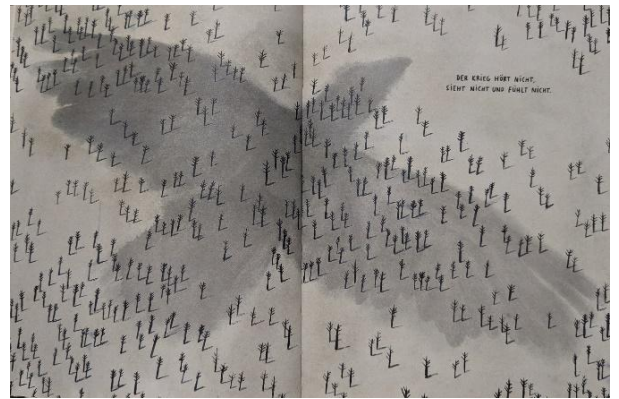 DER KRIEG HÖRT NICHT,
SIEHT NICHT UND FÜHLT NICHT.